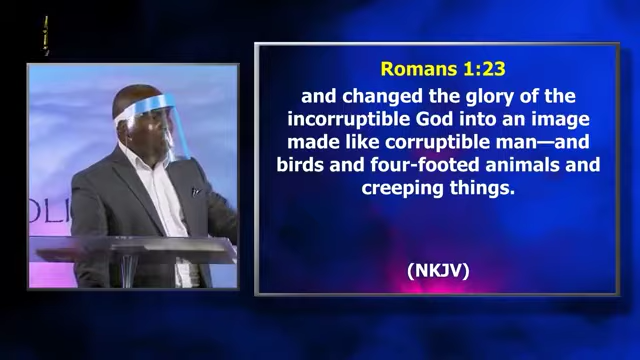 Romans 1:23
and changed the glory of the
incorruptible God into an image
made like corruptible man—and
birds and four-footed animals and
creeping things.
(NKJV)
OLI